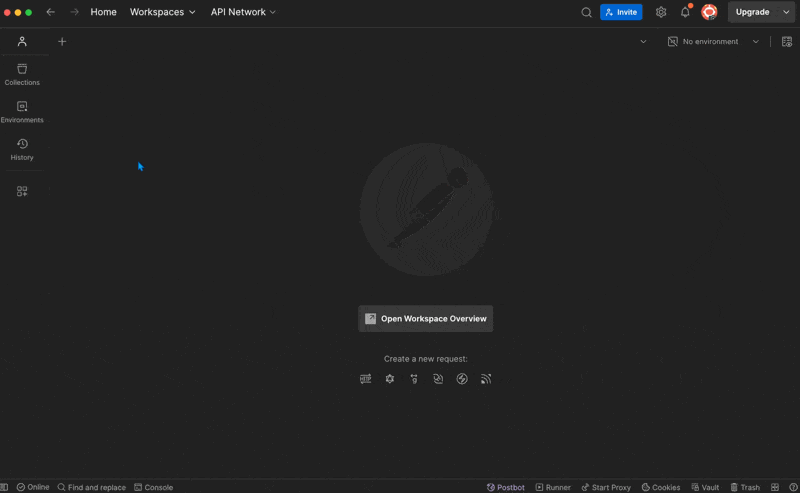 Home Workspaces API Network Invite Upgrade
No environment
Collections
Environments
History
Open Workspace Overview
Create a new request:
HTTP
Online Find and replace Console Postbot Runner Start Proxy Cookies Vault Trash